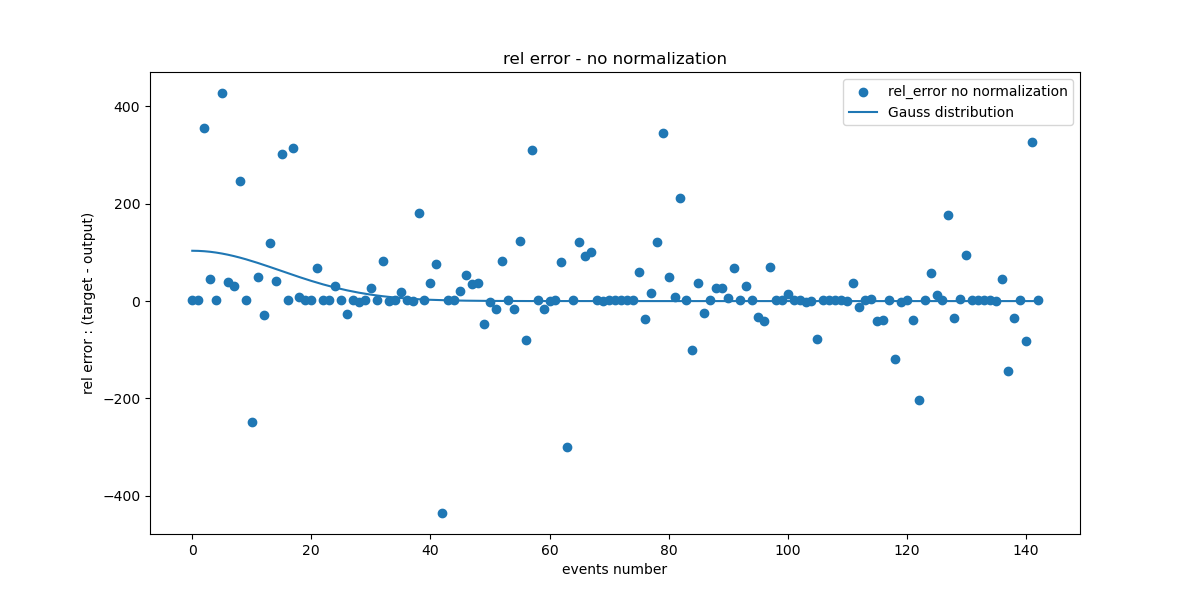 rel error - no normalization
rel_error no normalization
Gauss distribution
rel error : (target - output)
400
200
0
−200
−400
0 20 40 60 80 100 120 140
events number